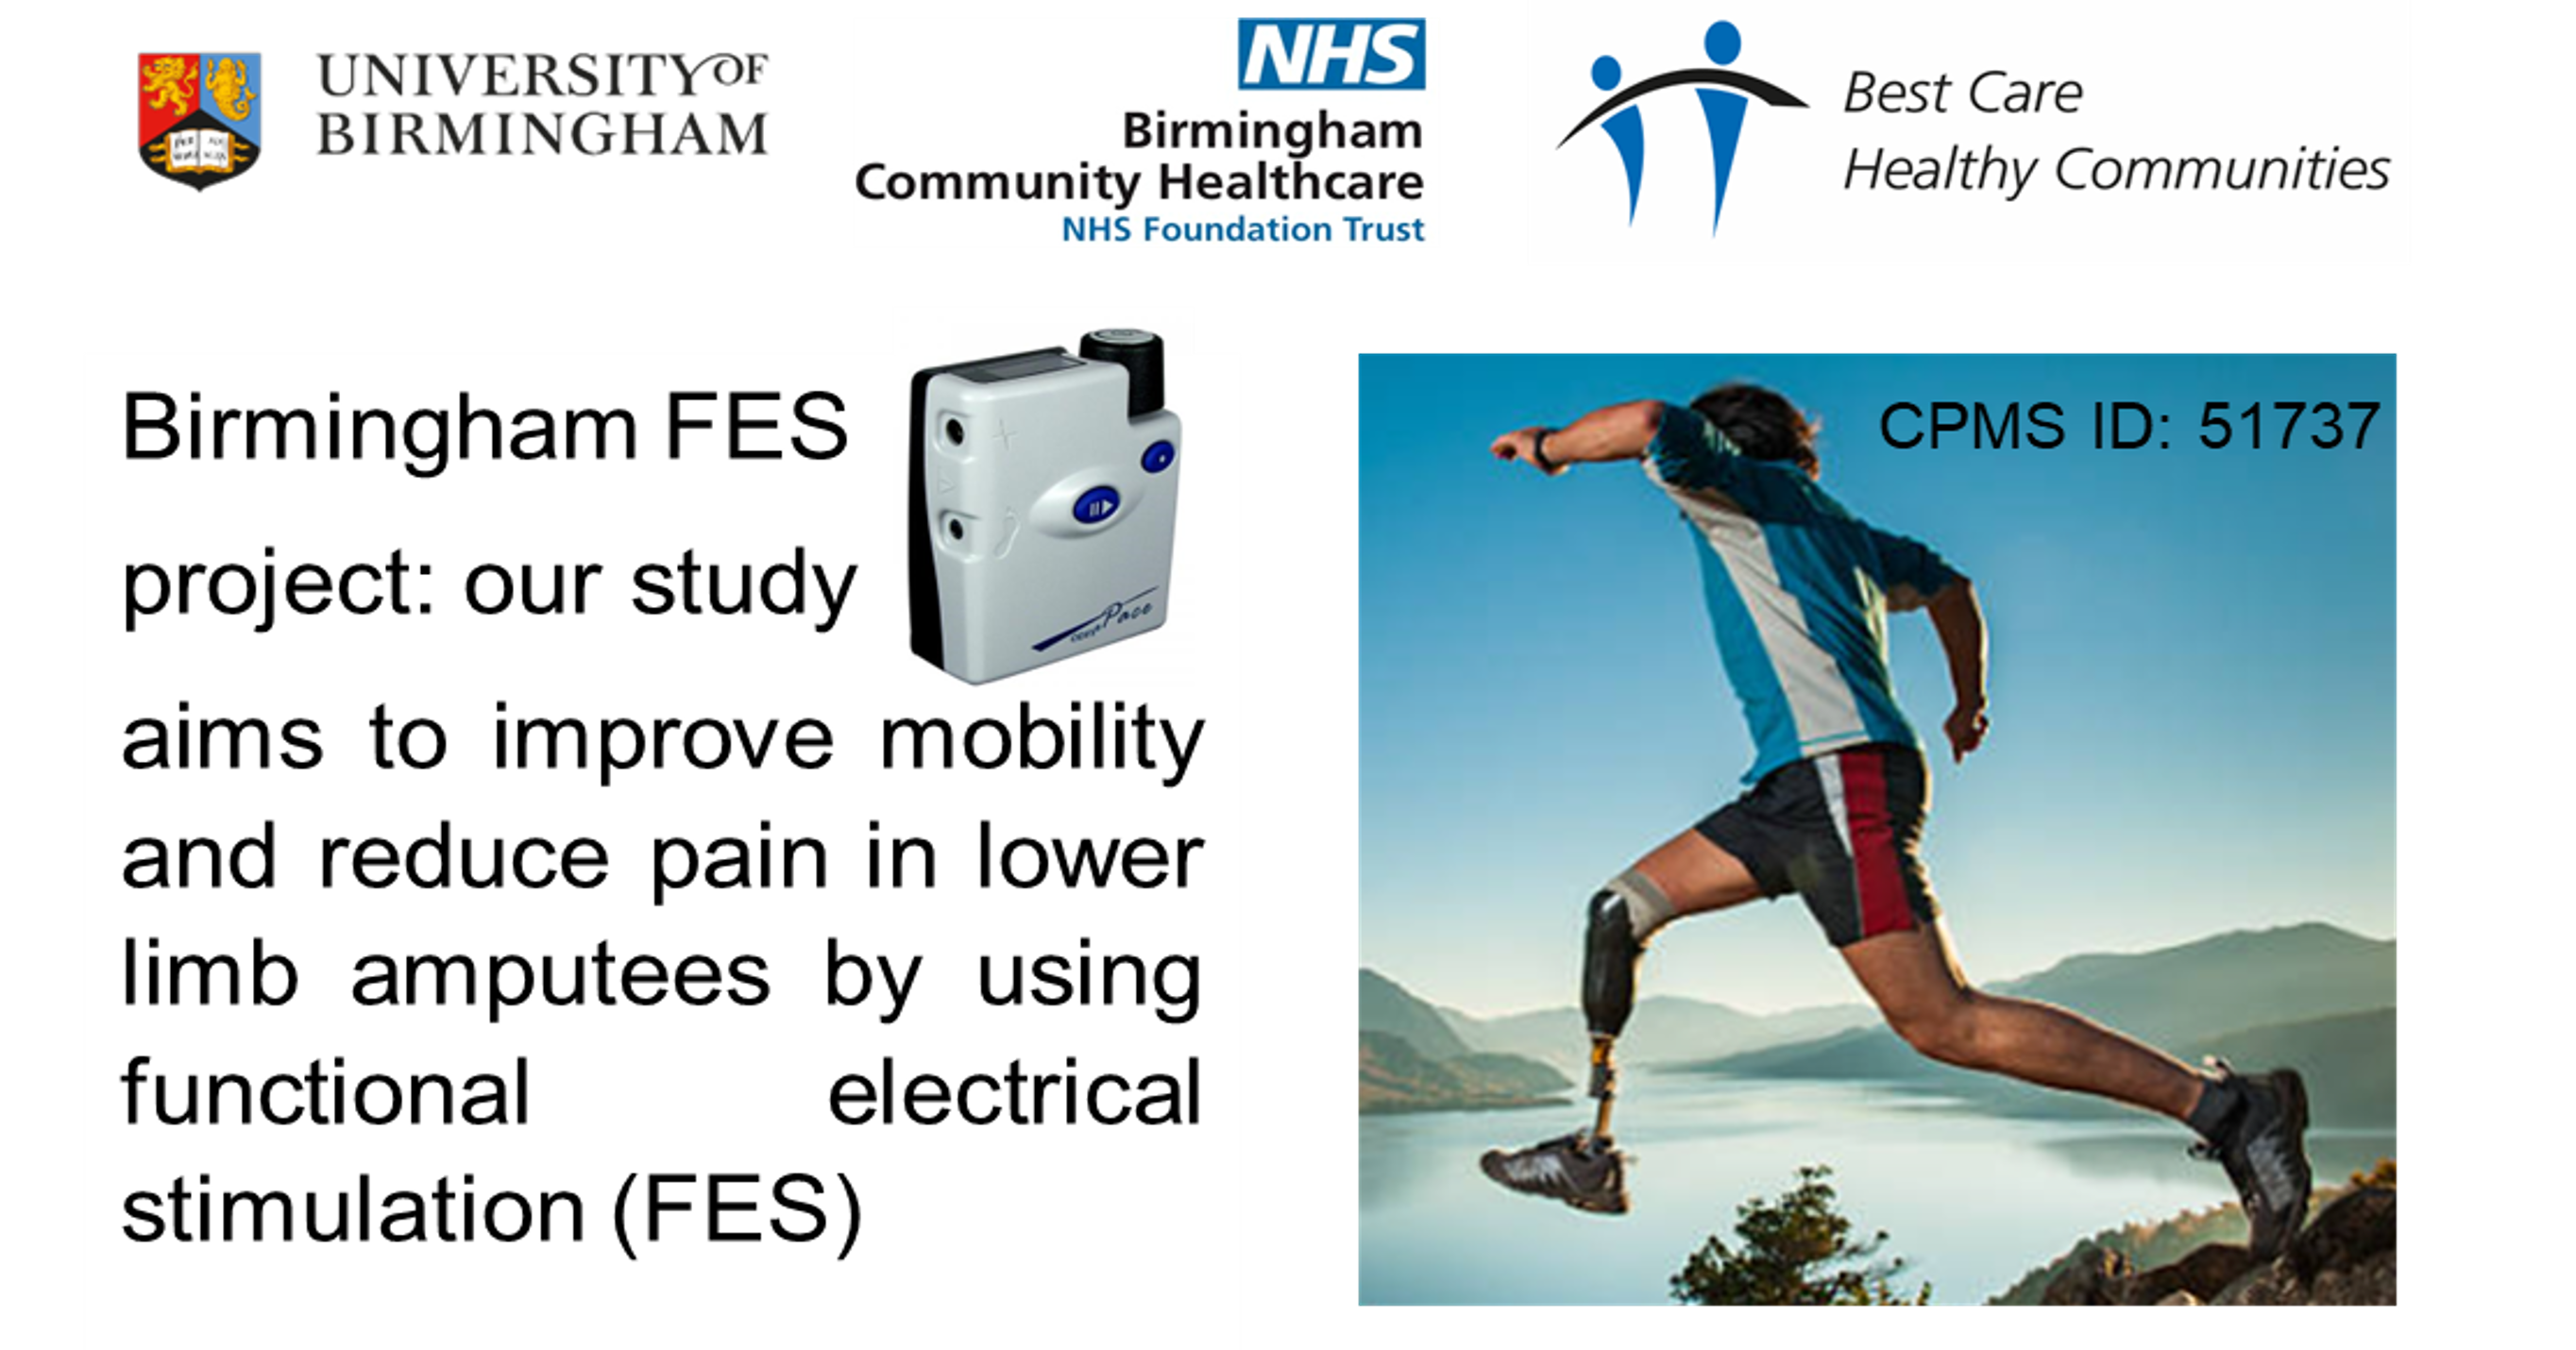 UNIVERSITY OF
BIRMINGHAM
NHS
Birmingham
Community Healthcare
NHS Foundation Trust
Best Care
Healthy Communities
Birmingham FES
project: our study
aims to improve mobility
and reduce pain in lower
limb amputees by using
functional electrical
stimulation (FES)
Pace
CPMS ID: 51737